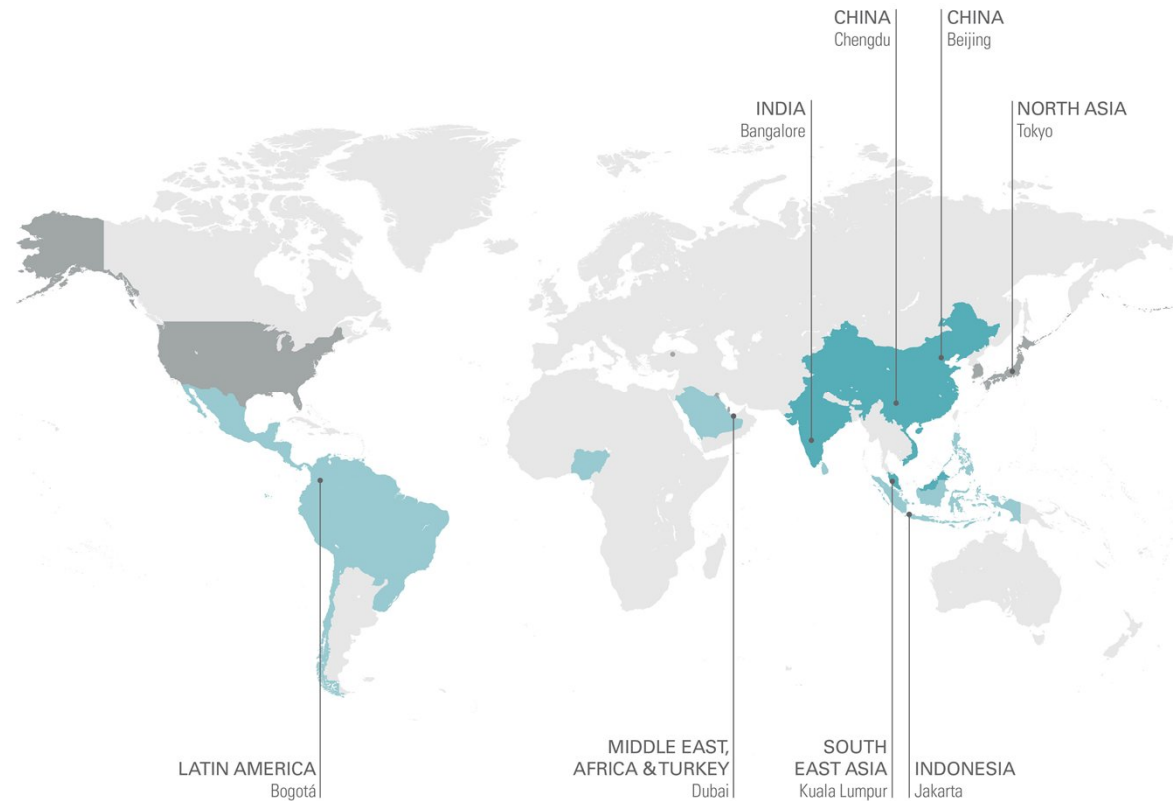 CHINA
Chengdu
CHINA
Beijing
INDIA
Bangalore
NORTH ASIA
Tokyo
LATIN AMERICA
Bogotá
MIDDLE EAST,
AFRICA & TURKEY
Dubai
SOUTH
EAST ASIA
Kuala Lumpur
INDONESIA
Jakarta